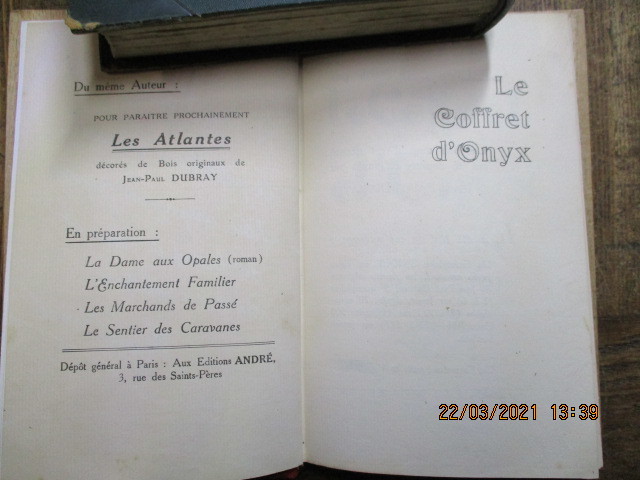 Du même Auteur :
POUR PARAITRE PROCHAINEMENT
Les Atlantes
décorés de Bois originaux de
JEAN-PAUL DUBRAY
En préparation :
La Dame aux Opales (roman)
L'Enchantement Familier
Les Marchands de Passé
Le Sentier des Caravanes
Dépôt général à Paris : Aux Editions ANDRÉ,
3, rue des Saints-Pères
Le
Coffret
d'Onyx
22/03/2021 13:39